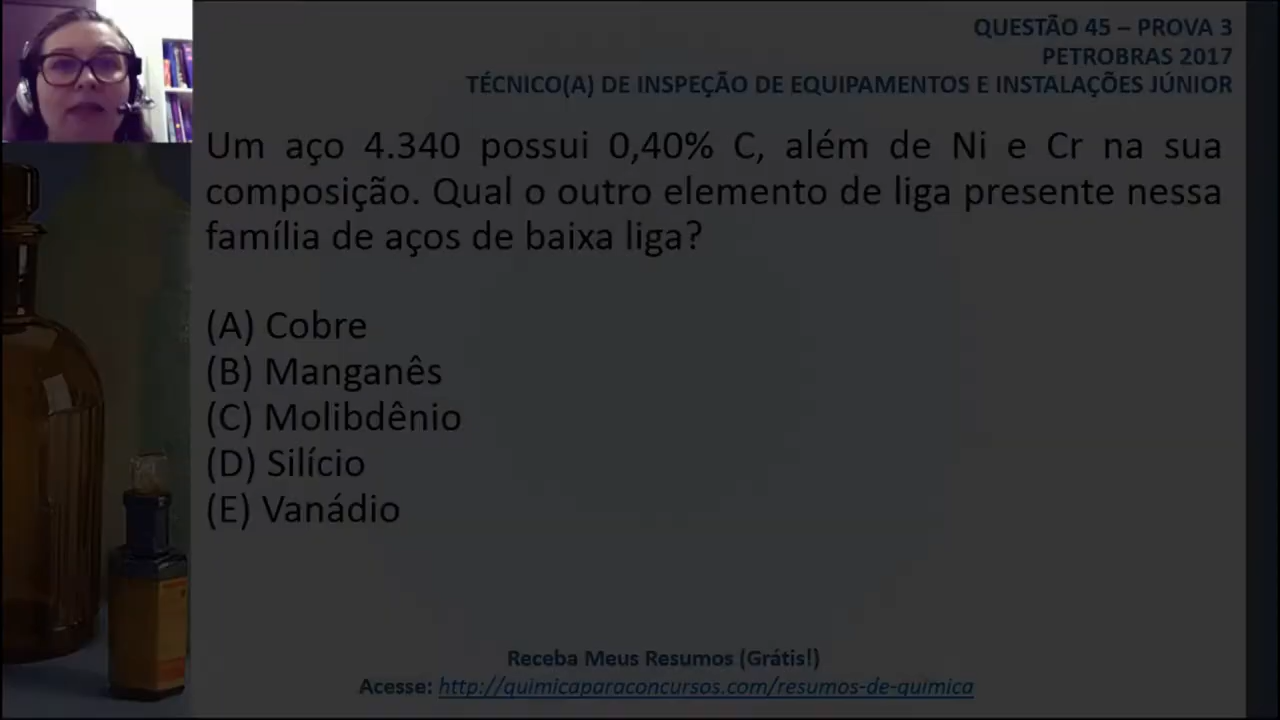 QUESTÃO 45 – PROVA 3
PETROBRAS 2017
TÉCNICO(A) DE INSPEÇÃO DE EQUIPAMENTOS E INSTALAÇÕES JÚNIOR
Um aço 4.340 possui 0,40% C, além de Ni e Cr na sua
composição. Qual o outro elemento de liga presente nessa
família de aços de baixa liga?
(A) Cobre
(B) Manganês
(C) Molibdênio
(D) Silício
(E) Vanádio
Receba Meus Resumos (Grátis!)
Acesse: http://quimicaparaconcursos.com/resumos-de-quimica